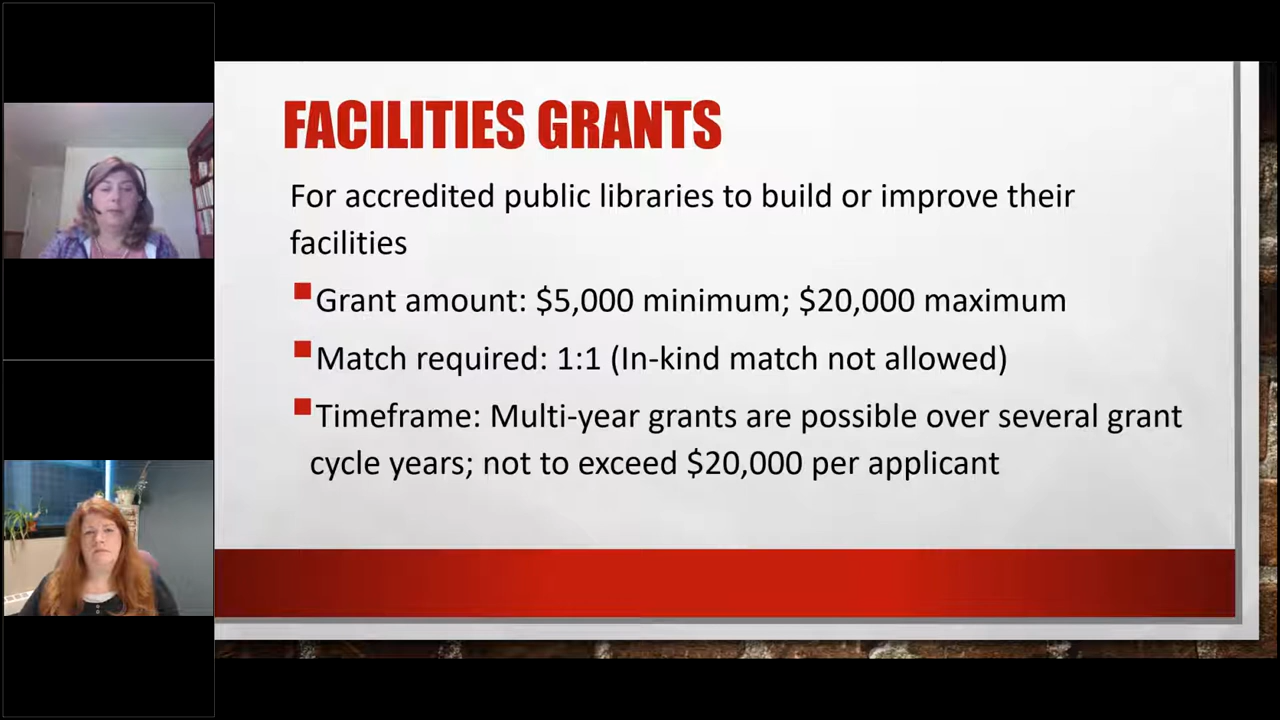 FACILITIES GRANTS
For accredited public libraries to build or improve their
facilities
Grant amount: $5,000 minimum; $20,000 maximum
Match required: 1:1 (In-kind match not allowed)
Timeframe: Multi-year grants are possible over several grant
cycle years; not to exceed $20,000 per applicant